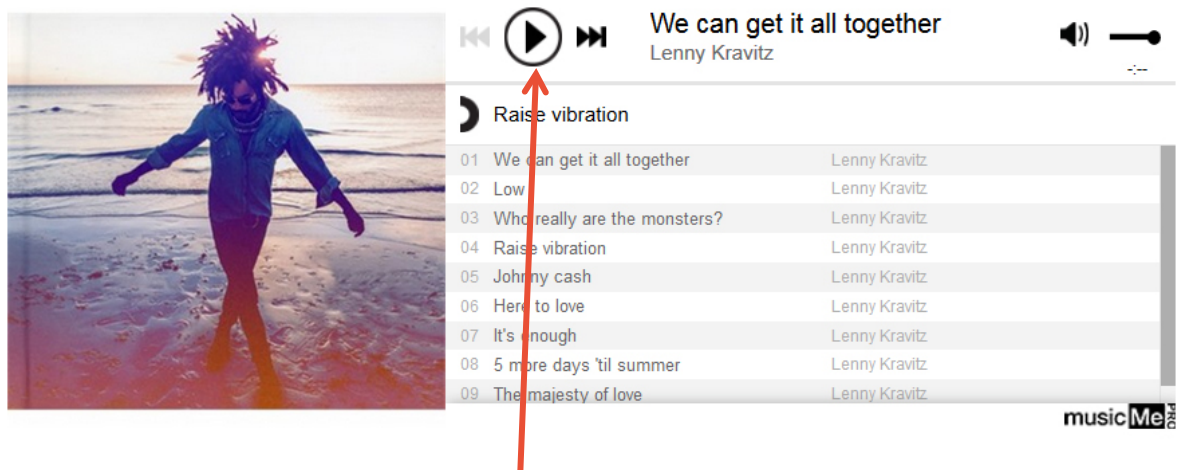 We can get it all together
Lenny Kravitz
-:--
Raise vibration
01 We can get it all together Lenny Kravitz
02 Low Lenny Kravitz
03 Who really are the monsters? Lenny Kravitz
04 Raise vibration Lenny Kravitz
05 Johnny cash Lenny Kravitz
06 Here to love Lenny Kravitz
07 It's enough Lenny Kravitz
08 5 more days 'til summer Lenny Kravitz
09 The majesty of love Lenny Kravitz
musicMe PRO